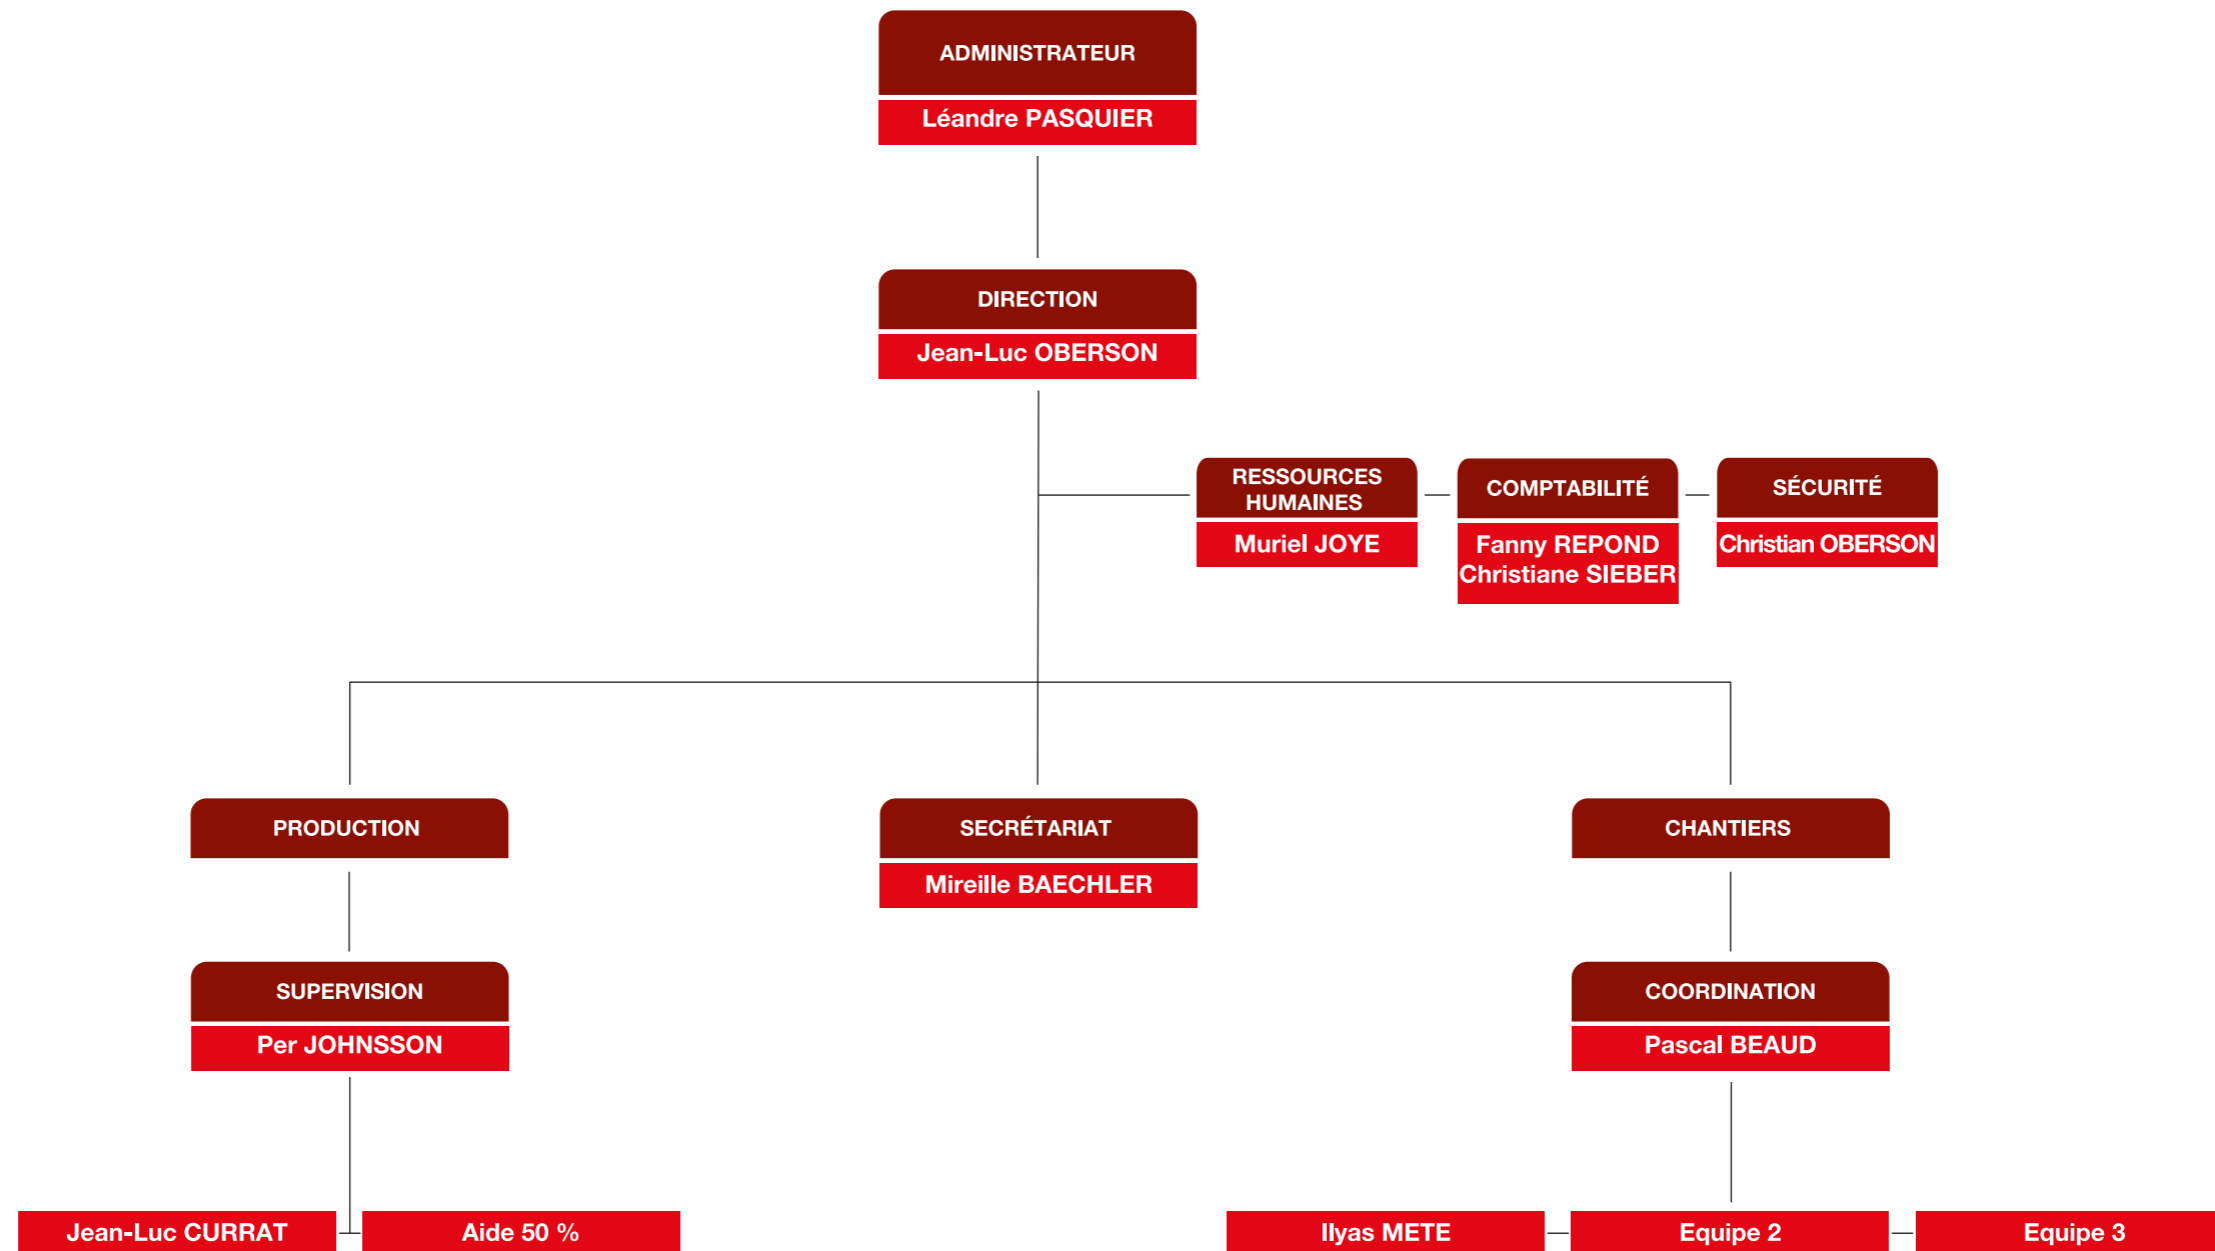 ADMINISTRATEUR
Léandre PASQUIER
DIRECTION
Jean-Luc OBERSON
RESSOURCES
HUMAINES
Muriel JOYE
COMPTABILITÉ
Fanny REPOND
Christiane SIEBER
SÉCURITÉ
Christian OBERSON
PRODUCTION
SECRÉTARIAT
Mireille BAECHLER
CHANTIERS
SUPERVISION
Per JOHNSSON
COORDINATION
Pascal BEAUD
Jean-Luc CURRAT
Aide 50 %
Ilyas METE
Equipe 2
Equipe 3